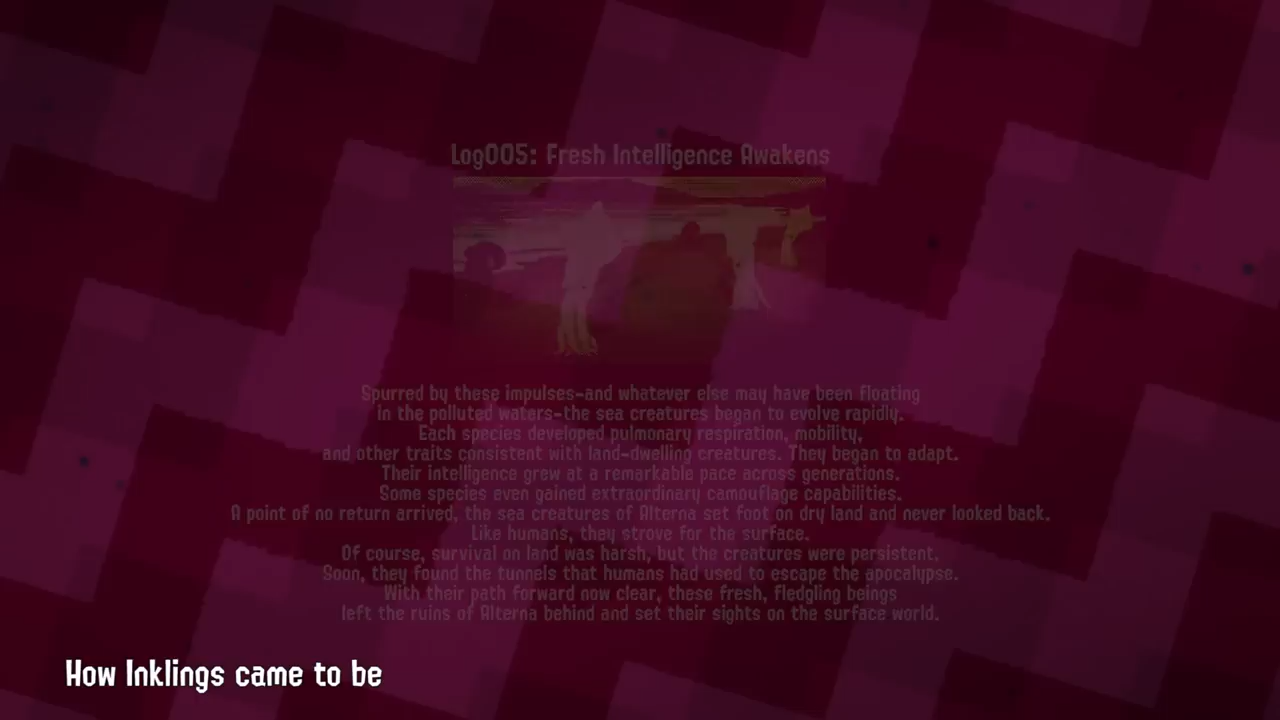 Log005: Fresh Intelligence Awakens
Spurred by these impulses-and whatever else may have been floating
in the polluted waters-the sea creatures began to evolve rapidly.
Each species developed pulmonary respiration, mobility,
and other traits consistent with land-dwelling creatures. They began to adapt.
Their intelligence grew at a remarkable pace across generations.
Some species even gained extraordinary camouflage capabilities.
A point of no return arrived, the sea creatures of Alterna set foot on dry land and never looked back.
Like humans, they strove for the surface.
Of course, survival on land was harsh, but the creatures were persistent.
Soon, they found the tunnels that humans had used to escape the apocalypse.
With their path forward now clear, these fresh, fledgling beings
left the ruins of Alterna behind and set their sights on the surface world.
How Inklings came to be